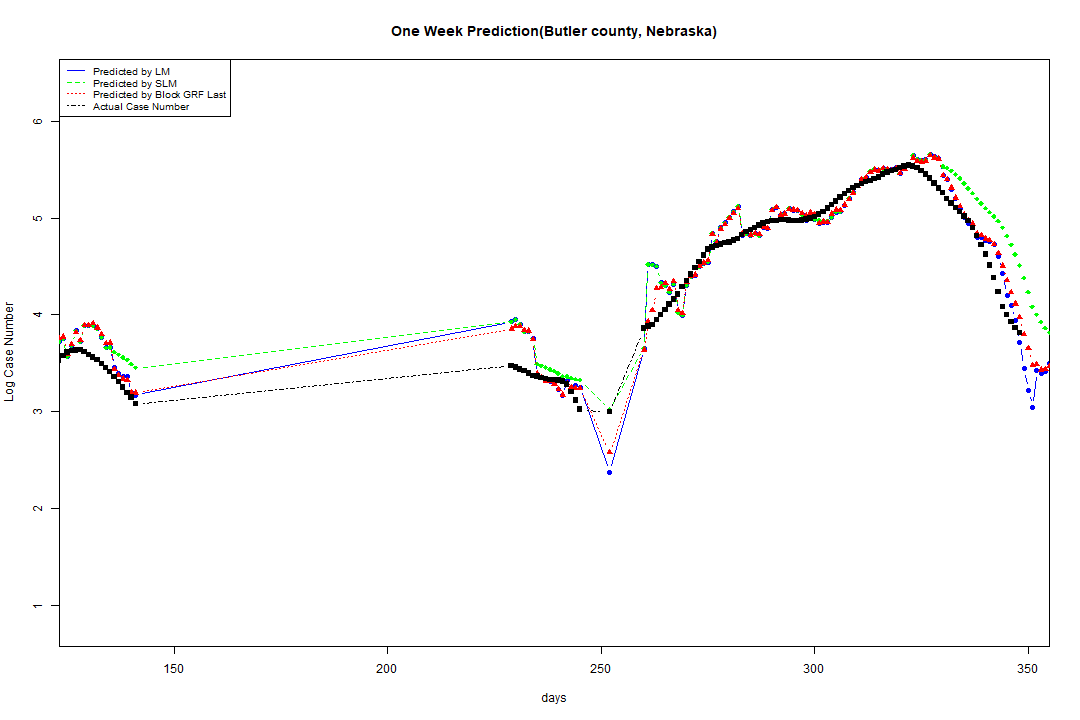 One Week Prediction(Butler county, Nebraska)
Predicted by LM
Predicted by SLM
Predicted by Block GRF Last
Actual Case Number
6
5
4
3
2
1
Log Case Number
150 200 250 300 350
days